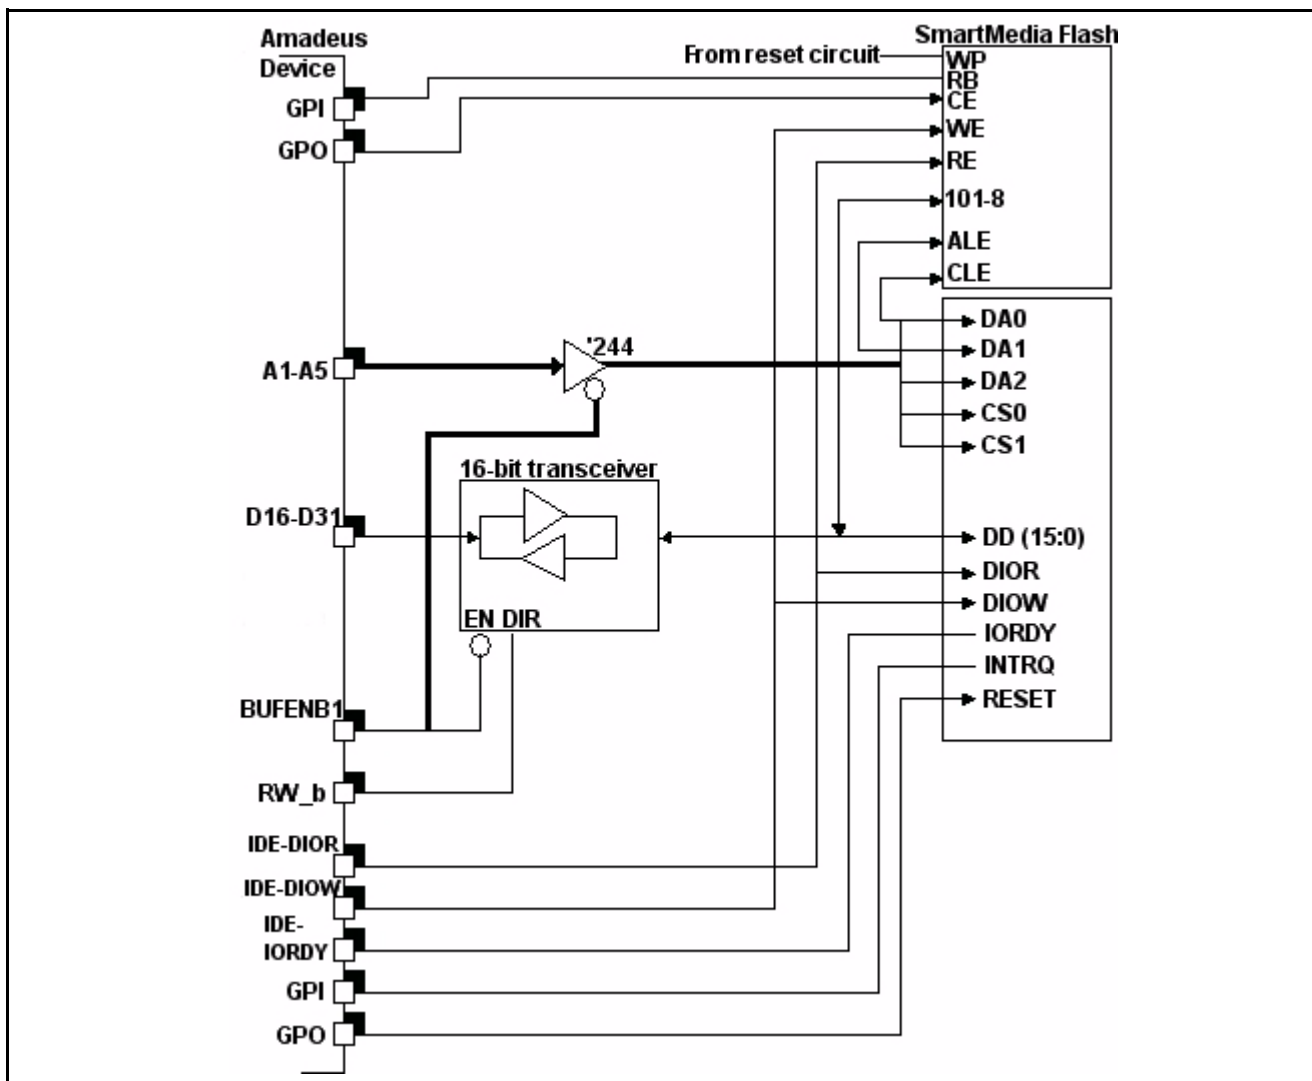 Amadeus
Device
SmartMedia Flash
From reset circuit
WP
RB
CE
GPI
GPO
WE
RE
101-8
ALE
CLE
'244
A1-A5
DA0
DA1
DA2
CS0
CS1
16-bit transceiver
D16-D31
DD (15:0)
DIOR
DIOW
IORDY
INTRQ
RESET
EN DIR
BUFENB1
RW_b
IDE-DIOR
IDE-DIOW
IDE-
IORDY
GPI
GPO